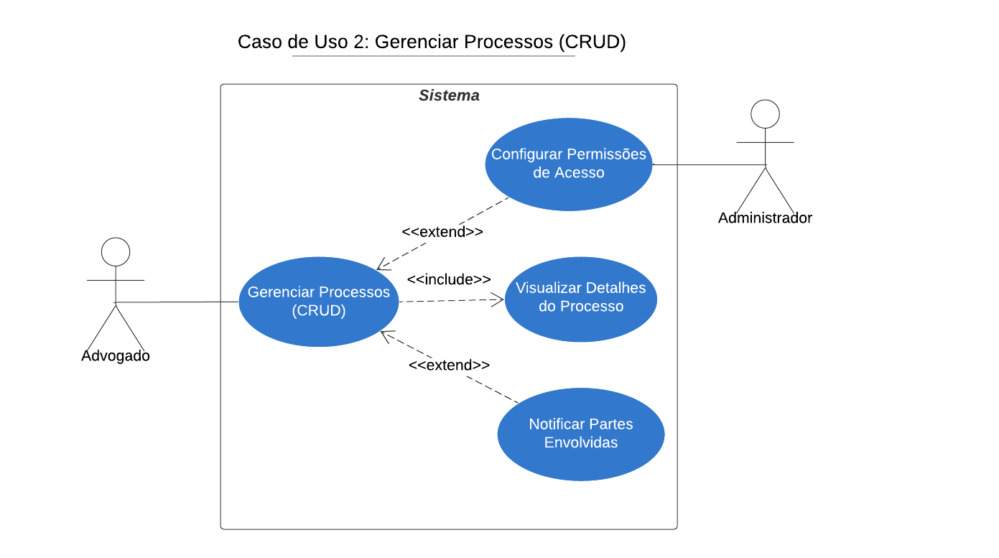 Caso de Uso 2: Gerenciar Processos (CRUD)
Sistema
Configurar Permissões
de Acesso
Administrador
<<extend>>
<<include>>
Gerenciar Processos
(CRUD)
Visualizar Detalhes
do Processo
Advogado
<<extend>>
Notificar Partes
Envolvidas